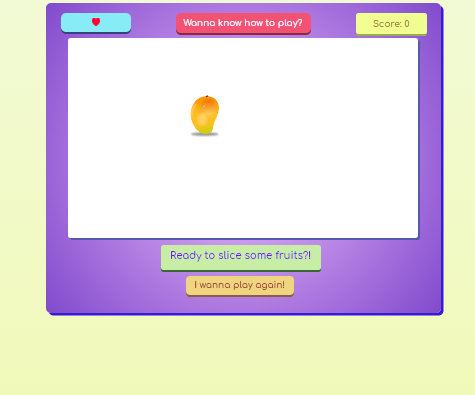 Wanna know how to play?
Score: 0
Ready to slice some fruits?!
I wanna play again!